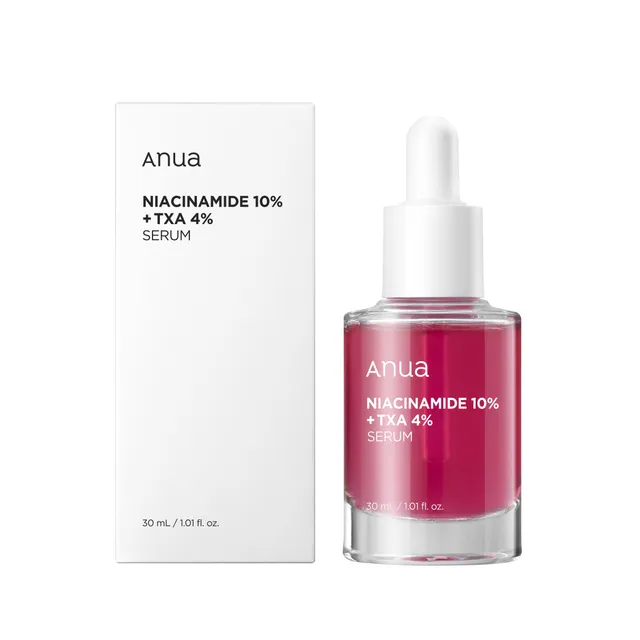 Anua
NIACINAMIDE 10%
+ TXA 4%
SERUM
30 mL / 1.01 fl. oz.
Anua
NIACINAMIDE 10%
+ TXA 4%
SERUM
30 mL / 1.01 fl. oz.